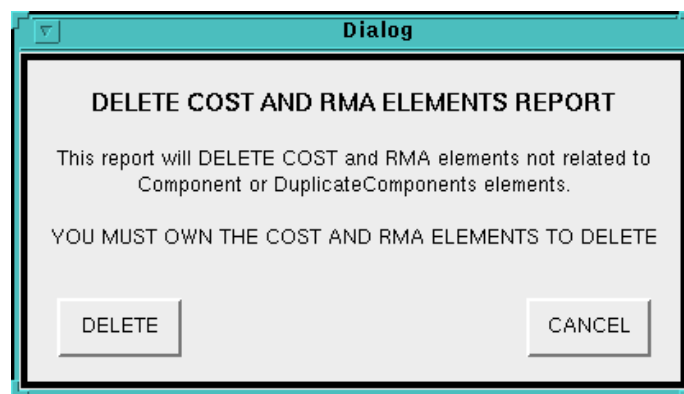 Dialog
DELETE COST AND RMA ELEMENTS REPORT
This report will DELETE COST and RMA elements not related to
Component or DuplicateComponents elements.
YOU MUST OWN THE COST AND RMA ELEMENTS TO DELETE
DELETE
CANCEL